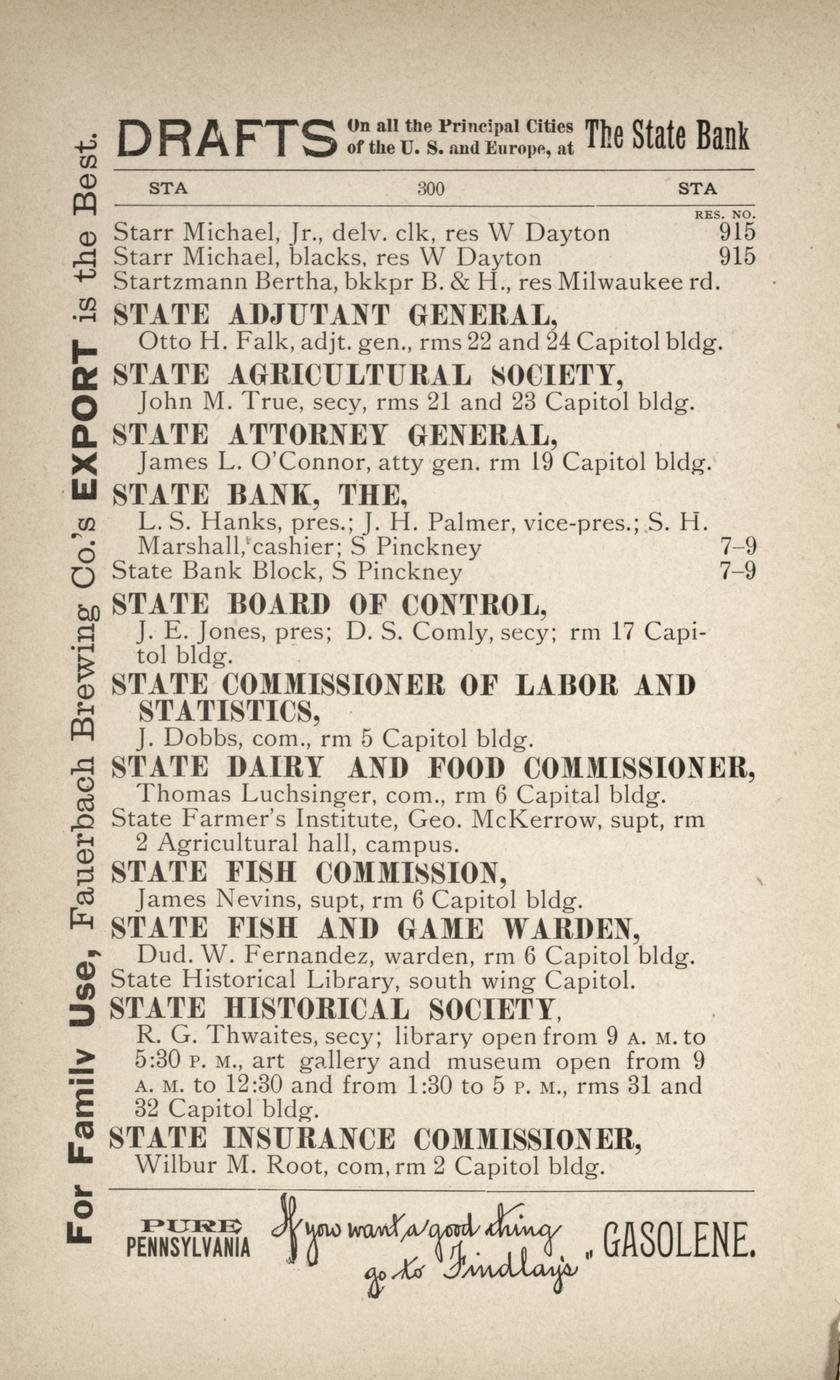 DRAFTS On all the Principal Cities of the U. S. and Europe, at The State Bank
STA 300 STA
RES. NO.
Starr Michael, Jr., delv. clk, res W Dayton 915
Starr Michael, blacks, res W Dayton 915
Startzmann Bertha, bkkpr B. & H., res Milwaukee rd.
STATE ADJUTANT GENERAL,
Otto H. Falk, adjt. gen., rms 22 and 24 Capitol bldg.
STATE AGRICULTURAL SOCIETY,
John M. True, secy, rms 21 and 23 Capitol bldg.
STATE ATTORNEY GENERAL,
James L. O'Connor, atty gen. rm 19 Capitol bldg.
STATE BANK, THE,
L. S. Hanks, pres.; J. H. Palmer, vice-pres.; S. H.
Marshall, cashier; S Pinckney 7–9
State Bank Block, S Pinckney 7–9
STATE BOARD OF CONTROL,
J. E. Jones, pres; D. S. Comly, secy; rm 17 Capi-
tol bldg.
STATE COMMISSIONER OF LABOR AND
STATISTICS,
J. Dobbs, com., rm 5 Capitol bldg.
STATE DAIRY AND FOOD COMMISSIONER,
Thomas Luchsinger, com., rm 6 Capital bldg.
State Farmer's Institute, Geo. McKerrow, supt, rm
2 Agricultural hall, campus.
STATE FISH COMMISSION,
James Nevins, supt, rm 6 Capitol bldg.
STATE FISH AND GAME WARDEN,
Dud. W. Fernandez, warden, rm 6 Capitol bldg.
State Historical Library, south wing Capitol.
STATE HISTORICAL SOCIETY,
R. G. Thwaites, secy; library open from 9 A. M. to
5:30 P. M., art gallery and museum open from 9
A. M. to 12:30 and from 1:30 to 5 P. M., rms 31 and
32 Capitol bldg.
STATE INSURANCE COMMISSIONER,
Wilbur M. Root, com, rm 2 Capitol bldg.
PURE PENNSYLVANIA If you want a good thing, go to Findlay's „ GASOLENE.
For Family Use, Fauerbach Brewing Co.'s EXPORT is the Best.